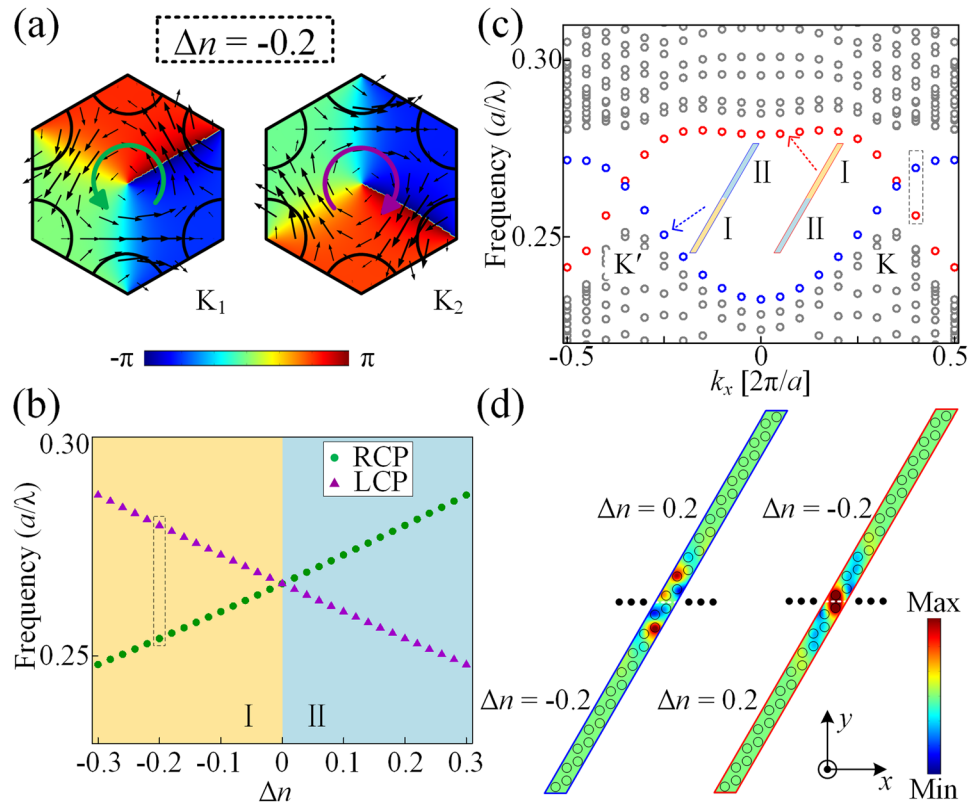 (a)
Δn = -0.2
K₁
K₂
-π
π
(b)
0.30
0.25
Frequency (a/λ)
RCP
LCP
I
II
-0.3
-0.2
-0.1
0
0.1
0.2
0.3
Δn
(c)
0.30
0.25
Frequency (a/λ)
II
I
I
II
K′
K
-0.5
0
0.5
kₓ [2π/a]
(d)
Δn = 0.2
Δn = -0.2
Δn = -0.2
Δn = 0.2
Max
Min
y
x